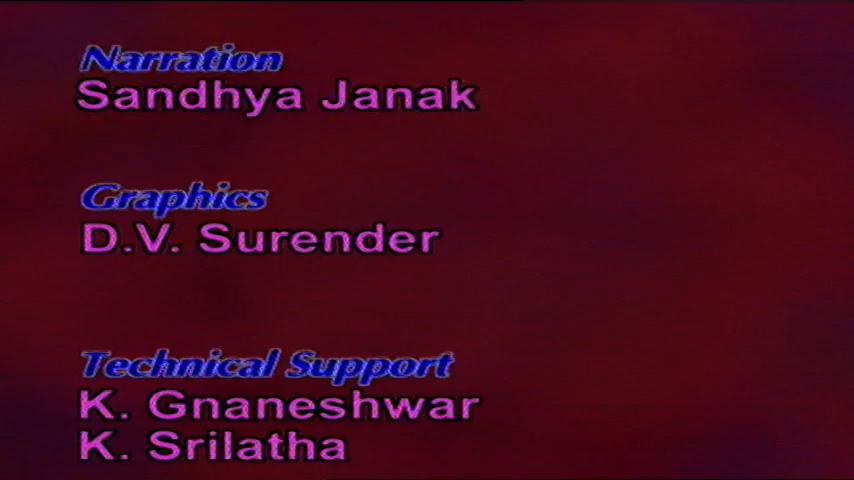 Narration
Sandhya Janak
Graphics
D.V. Surender
Technical Support
K. Gnaneshwar
K. Srilatha